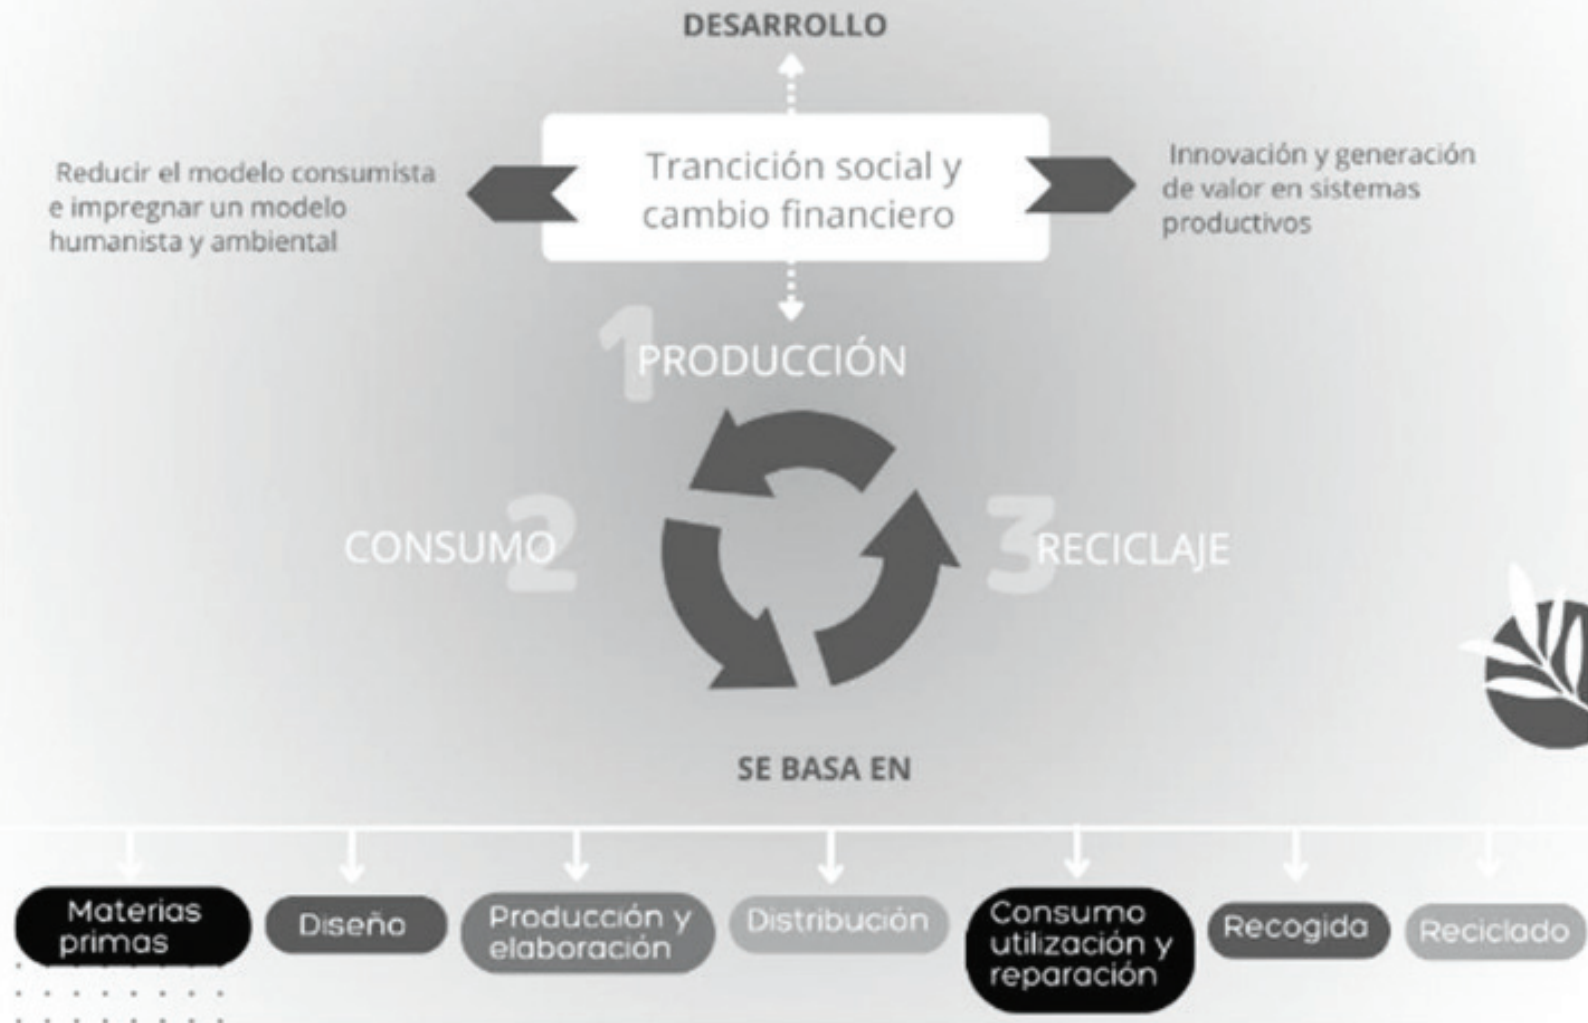 DESARROLLO
Reducir el modelo consumista
e impregnar un modelo
humanista y ambiental
Trancición social y
cambio financiero
Innovación y generación
de valor en sistemas
productivos
1
PRODUCCIÓN
CONSUMO 2
3 RECICLAJE
SE BASA EN
Materias
primas
Diseño
Producción y
elaboración
Distribución
Consumo
utilización y
reparación
Recogida
Reciclado